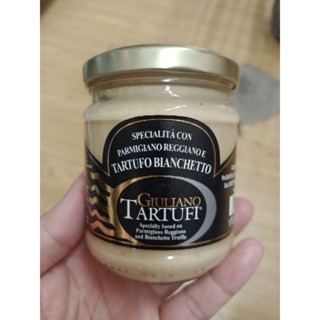 SPECIALITÀ CON
PARMIGIANO REGGIANO E
TARTUFO BIANCHETTO
GIULIANO
TARTUFI
Specialty based on
Parmigiano Reggiano
and Bianchetto Truffle